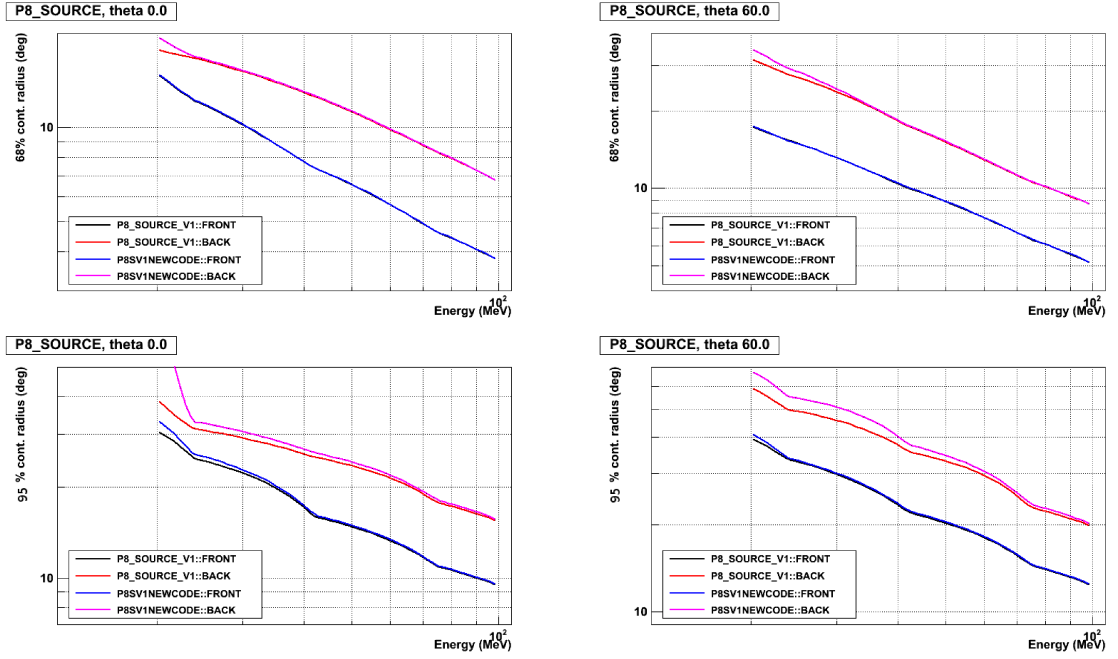 P8_SOURCE, theta 0.0
68% cont. radius (deg)
10
P8_SOURCE_V1::FRONT
P8_SOURCE_V1::BACK
P8SV1NEWCODE::FRONT
P8SV1NEWCODE::BACK
10²
Energy (MeV)
P8_SOURCE, theta 60.0
68% cont. radius (deg)
10
P8_SOURCE_V1::FRONT
P8_SOURCE_V1::BACK
P8SV1NEWCODE::FRONT
P8SV1NEWCODE::BACK
10²
Energy (MeV)
P8_SOURCE, theta 0.0
95 % cont. radius (deg)
10
P8_SOURCE_V1::FRONT
P8_SOURCE_V1::BACK
P8SV1NEWCODE::FRONT
P8SV1NEWCODE::BACK
10²
Energy (MeV)
P8_SOURCE, theta 60.0
95 % cont. radius (deg)
10
P8_SOURCE_V1::FRONT
P8_SOURCE_V1::BACK
P8SV1NEWCODE::FRONT
P8SV1NEWCODE::BACK
10²
Energy (MeV)